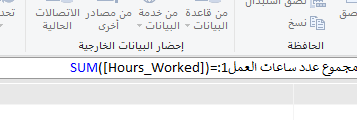 لصق استبدال
نسخ
الحافظة
من قاعدة
البيانات
من خدمة
البيانات
من مصادر
أخرى
الاتصالات
الحالية
إحضار البيانات الخارجية
مجموع عدد ساعات العمل1:=SUM([Hours_Worked])